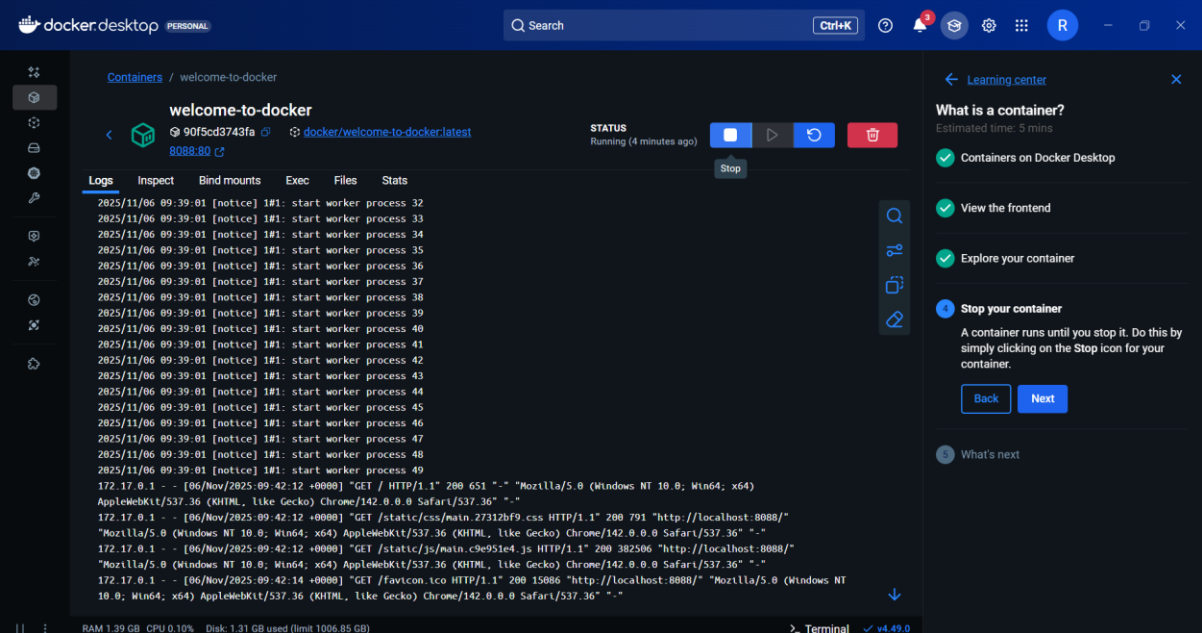 docker.desktop PERSONAL
Search
Ctrl+K
3
R
Containers / welcome-to-docker
welcome-to-docker
90f5cd3743fa
docker/welcome-to-docker:latest
8088:80
STATUS
Running (4 minutes ago)
Stop
Logs
Inspect
Bind mounts
Exec
Files
Stats
2025/11/06 09:39:01 [notice] 1#1: start worker process 32
2025/11/06 09:39:01 [notice] 1#1: start worker process 33
2025/11/06 09:39:01 [notice] 1#1: start worker process 34
2025/11/06 09:39:01 [notice] 1#1: start worker process 35
2025/11/06 09:39:01 [notice] 1#1: start worker process 36
2025/11/06 09:39:01 [notice] 1#1: start worker process 37
2025/11/06 09:39:01 [notice] 1#1: start worker process 38
2025/11/06 09:39:01 [notice] 1#1: start worker process 39
2025/11/06 09:39:01 [notice] 1#1: start worker process 40
2025/11/06 09:39:01 [notice] 1#1: start worker process 41
2025/11/06 09:39:01 [notice] 1#1: start worker process 42
2025/11/06 09:39:01 [notice] 1#1: start worker process 43
2025/11/06 09:39:01 [notice] 1#1: start worker process 44
2025/11/06 09:39:01 [notice] 1#1: start worker process 45
2025/11/06 09:39:01 [notice] 1#1: start worker process 46
2025/11/06 09:39:01 [notice] 1#1: start worker process 47
2025/11/06 09:39:01 [notice] 1#1: start worker process 48
2025/11/06 09:39:01 [notice] 1#1: start worker process 49
172.17.0.1 - - [06/Nov/2025:09:42:12 +0000] "GET / HTTP/1.1" 200 651 "-" "Mozilla/5.0 (Windows NT 10.0; Win64; x64)
AppleWebKit/537.36 (KHTML, like Gecko) Chrome/142.0.0.0 Safari/537.36" "-"
172.17.0.1 - - [06/Nov/2025:09:42:12 +0000] "GET /static/css/main.27312bf9.css HTTP/1.1" 200 791 "http://localhost:8088/"
"Mozilla/5.0 (Windows NT 10.0; Win64; x64) AppleWebKit/537.36 (KHTML, like Gecko) Chrome/142.0.0.0 Safari/537.36" "-"
172.17.0.1 - - [06/Nov/2025:09:42:12 +0000] "GET /static/js/main.c9e951e4.js HTTP/1.1" 200 382506 "http://localhost:8088/"
"Mozilla/5.0 (Windows NT 10.0; Win64; x64) AppleWebKit/537.36 (KHTML, like Gecko) Chrome/142.0.0.0 Safari/537.36" "-"
172.17.0.1 - - [06/Nov/2025:09:42:14 +0000] "GET /favicon.ico HTTP/1.1" 200 15086 "http://localhost:8088/" "Mozilla/5.0 (Windows NT
10.0; Win64; x64) AppleWebKit/537.36 (KHTML, like Gecko) Chrome/142.0.0.0 Safari/537.36" "-"
Learning center
What is a container?
Estimated time: 5 mins
Containers on Docker Desktop
View the frontend
Explore your container
4 Stop your container
A container runs until you stop it. Do this by
simply clicking on the Stop icon for your
container.
Back
Next
5 What's next
RAM 1.39 GB CPU 0.10% Disk: 1.31 GB used (limit 1006.85 GB)
Terminal
v4.49.0